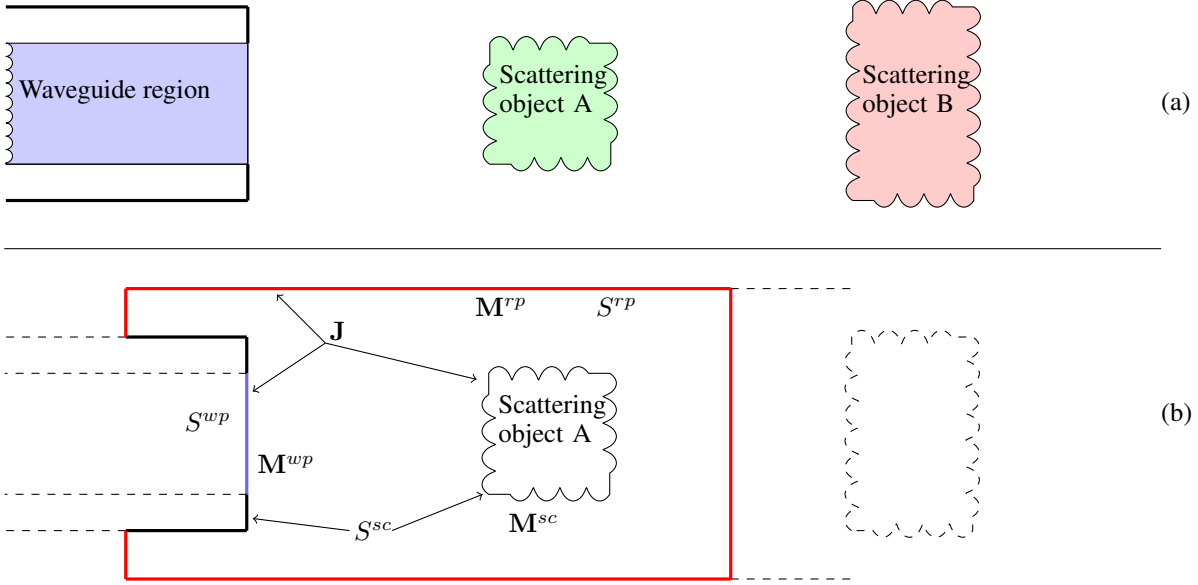 Waveguide region
Scattering
object A
Scattering
object B
(a)
M^{rp}
S^{rp}
J
Scattering
object A
S^{wp}
(b)
M^{wp}
M^{sc}
S^{sc}